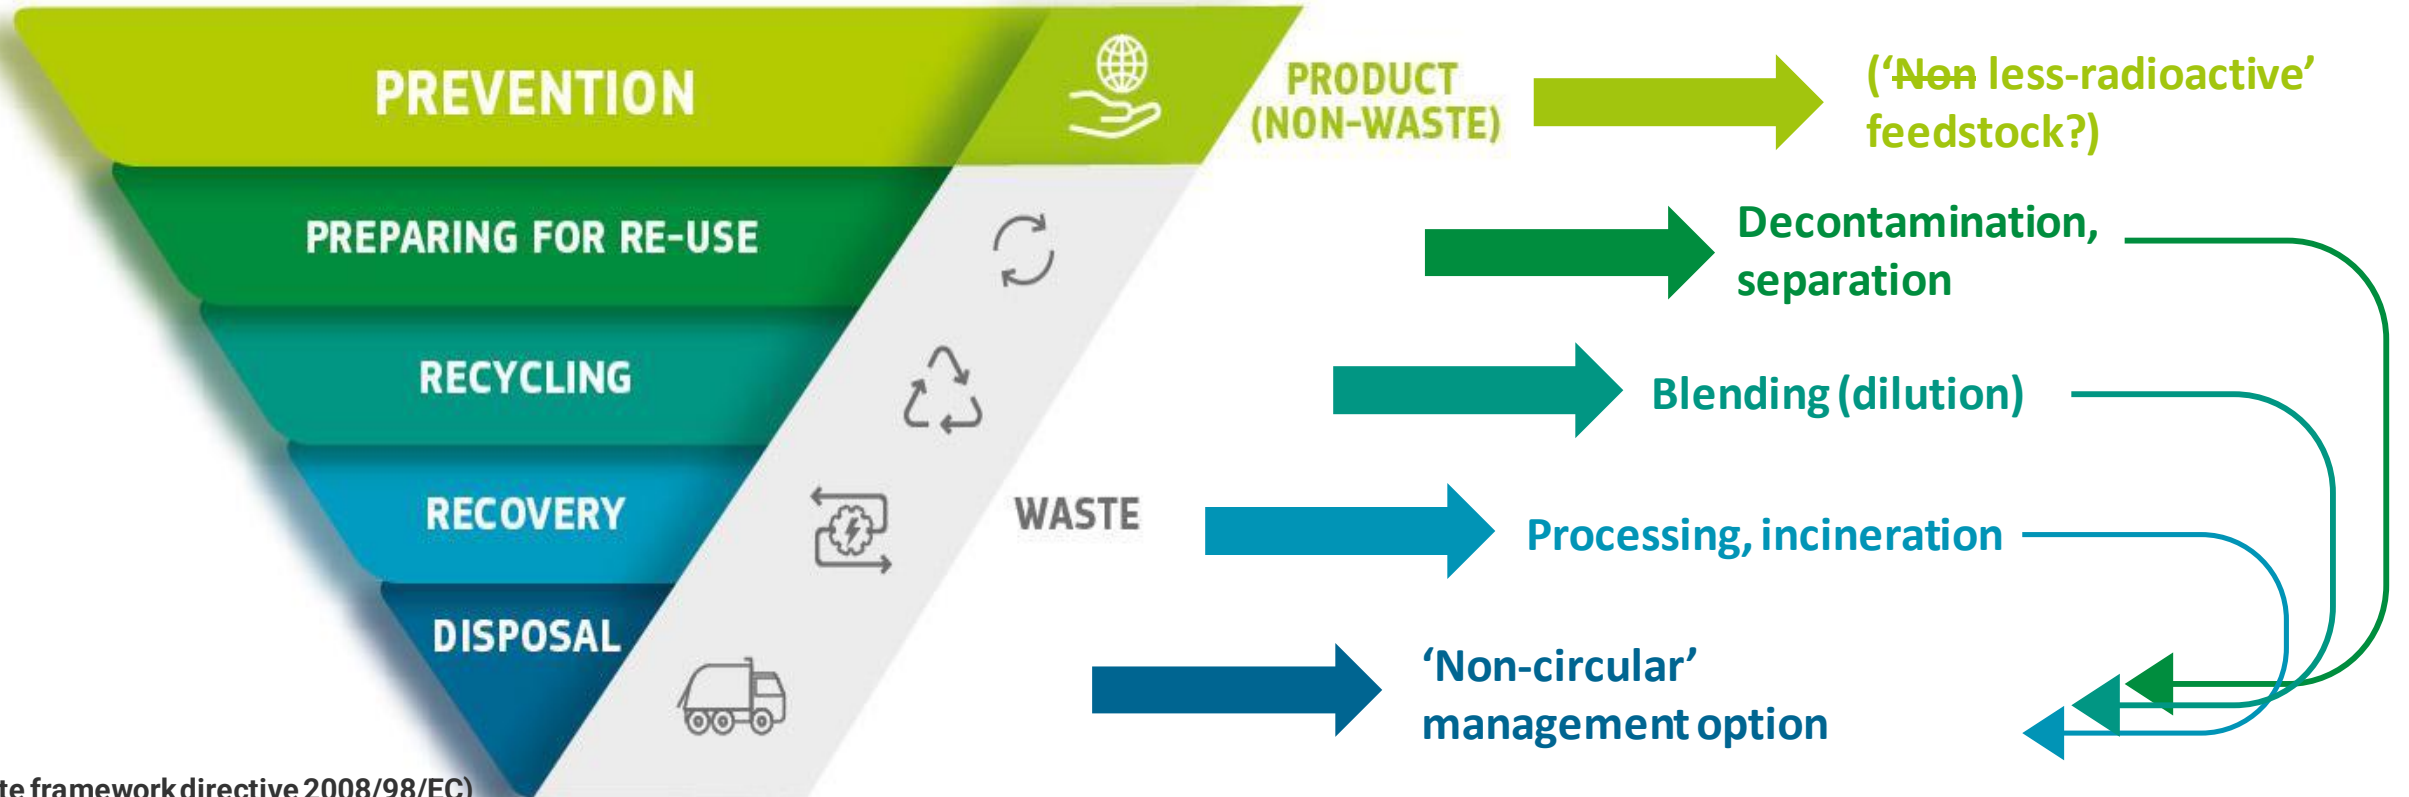 PREVENTION
PRODUCT
(NON-WASTE)
(‘Non less-radioactive’
feedstock?)
PREPARING FOR RE-USE
Decontamination,
separation
RECYCLING
Blending (dilution)
RECOVERY
WASTE
Processing, incineration
DISPOSAL
‘Non-circular’
management option
framework directive 2008/98/EC)